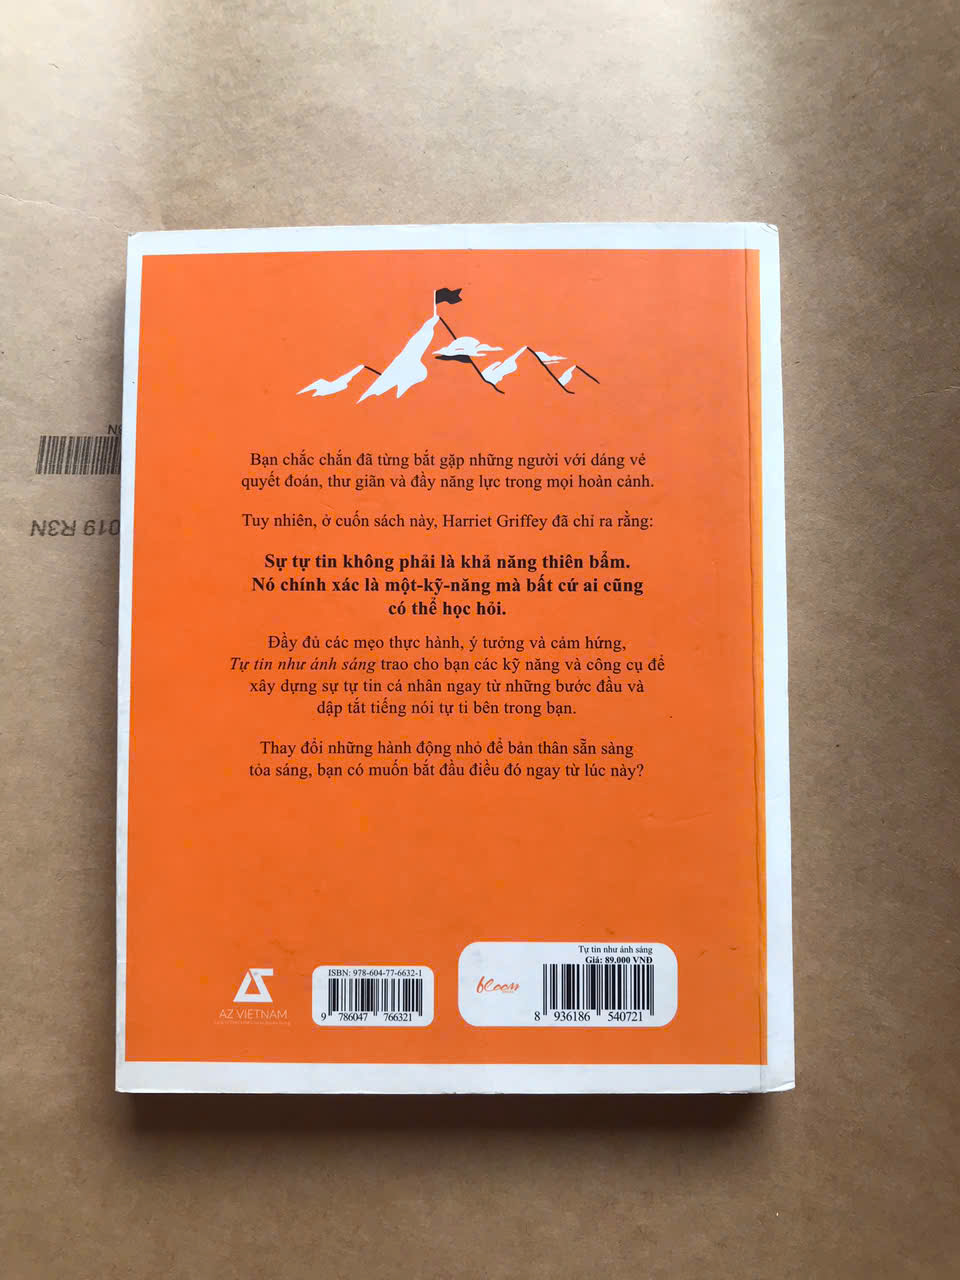 Bạn chắc chắn đã từng bắt gặp những người với dáng vẻ
quyết đoán, thư giãn và đầy năng lực trong mọi hoàn cảnh.
Tuy nhiên, ở cuốn sách này, Harriet Griffey đã chỉ ra rằng:
Sự tự tin không phải là khả năng thiên bẩm.
Nó chính xác là một-kỹ-năng mà bất cứ ai cũng
có thể học hỏi.
Đầy đủ các mẹo thực hành, ý tưởng và cảm hứng,
Tự tin như ánh sáng trao cho bạn các kỹ năng và công cụ để
xây dựng sự tự tin cá nhân ngay từ những bước đầu và
dập tắt tiếng nói tự ti bên trong bạn.
Thay đổi những hành động nhỏ để bản thân sẵn sàng
tỏa sáng, bạn có muốn bắt đầu điều đó ngay từ lúc này?
AZ VIETNAM
ISBN: 978-604-77-6632-1
9 786047 766321
bloom
Tự tin như ánh sáng
Giá: 89.000 VNĐ
8 936186 540721
019 R3N